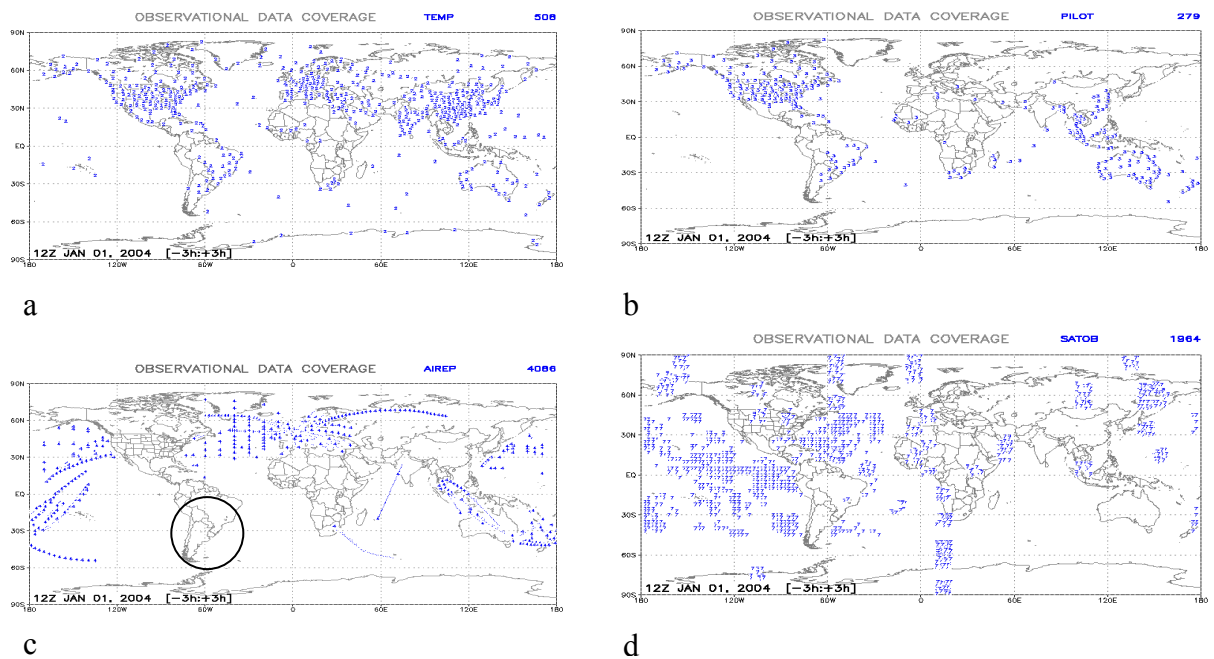 OBSERVATIONAL DATA COVERAGE TEMP 508
90N
60N
30N
EQ
30S
60S
90S
12Z JAN 01, 2004 [-3h:+3h]
180 120W 60W 0 60E 120E 180
a
OBSERVATIONAL DATA COVERAGE PILOT 279
90N
60N
30N
EQ
30S
60S
90S
12Z JAN 01, 2004 [-3h:+3h]
180 120W 60W 0 60E 120E 180
b
OBSERVATIONAL DATA COVERAGE AIREP 4086
90N
60N
30N
EQ
30S
60S
90S
12Z JAN 01, 2004 [-3h:+3h]
180 120W 60W 0 60E 120E 180
c
OBSERVATIONAL DATA COVERAGE SATOB 1964
90N
60N
30N
EQ
30S
60S
90S
12Z JAN 01, 2004 [-3h:+3h]
180 120W 60W 0 60E 120E 180
d